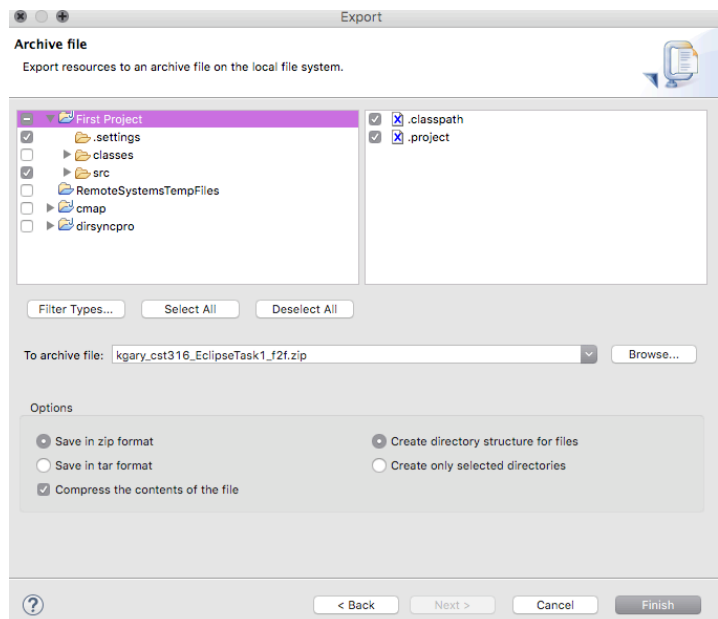 Export
Archive file
Export resources to an archive file on the local file system.
First Project
.settings
classes
src
RemoteSystemsTempFiles
cmap
dirsyncpro
.classpath
.project
Filter Types... Select All Deselect All
To archive file: kgary_cst316_EclipseTask1_f2f.zip Browse...
Options
Save in zip format Create directory structure for files
Save in tar format Create only selected directories
Compress the contents of the file
? < Back Next > Cancel Finish